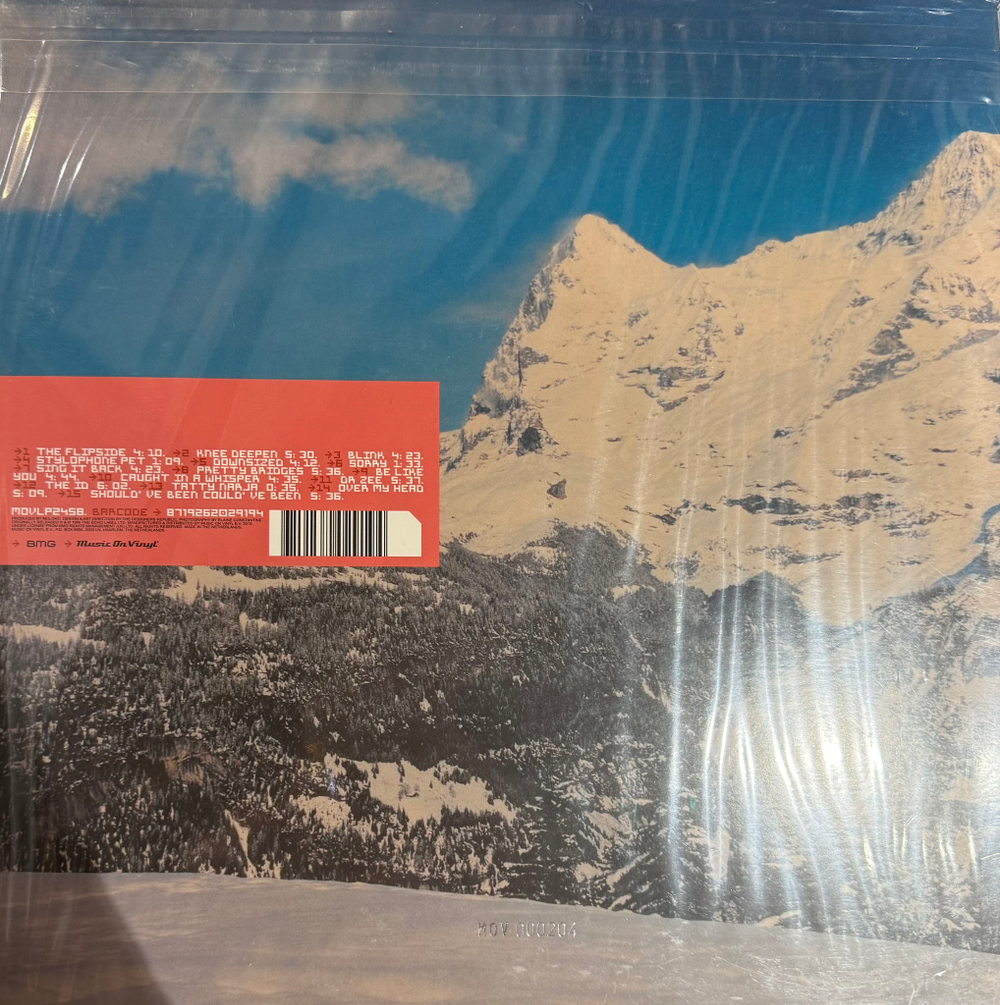 →1 THE FLIPSIDE 4: 10. →2 KNEE DEEPEN 5: 30. →3 BLINK 4: 23.
→4 STYLOPHONE PET 1: 09. →5 DOWNSIZED 4: 12. →6 SORRY 1: 33.
→7 SING IT BACK 4: 23. →8 PRETTY BRIDGES 5: 36. →9 BE LIKE
YOU 4: 44. →10 CAUGHT IN A WHISPER 4: 35. →11 DR ZEE 5: 37.
→12 THE ID 6: 02. →13 TATTY NARJA 0: 35. →14 OVER MY HEAD
5: 09. →15 SHOULD' VE BEEN COULD' VE BEEN 5: 36.
MOVLP2458. BARCODE → 8719262029194
→ BMG → Music On Vinyl
MOV 000204